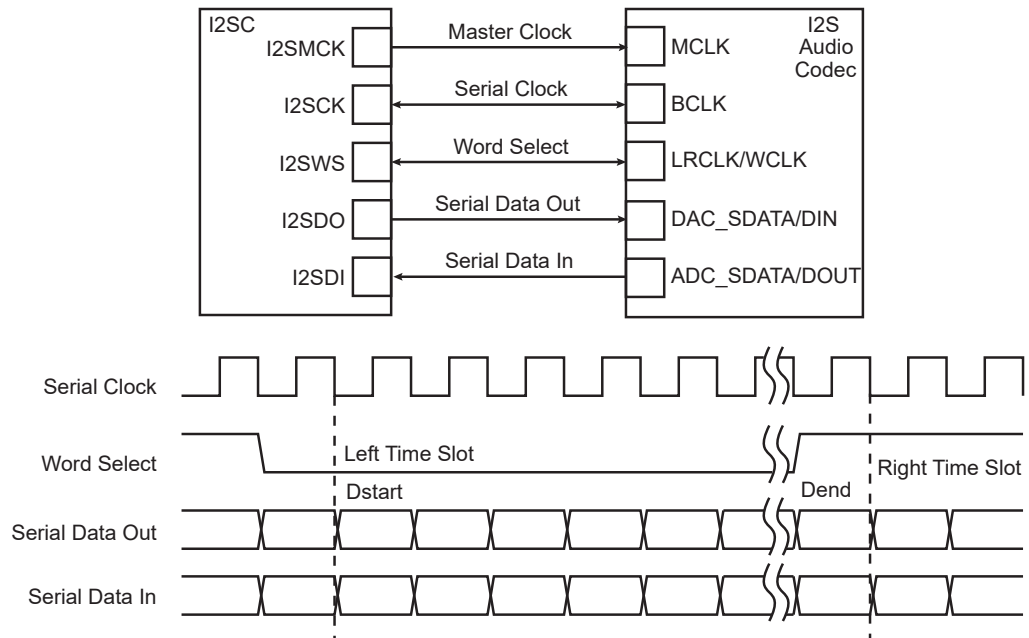 I2SC
I2S
Audio
Codec
I2SMCK
Master Clock
MCLK
I2SCK
Serial Clock
BCLK
I2SWS
Word Select
LRCLK/WCLK
I2SDO
Serial Data Out
DAC_SDATA/DIN
I2SDI
Serial Data In
ADC_SDATA/DOUT
Serial Clock
Word Select
Left Time Slot
Right Time Slot
Dstart
Dend
Serial Data Out
Serial Data In